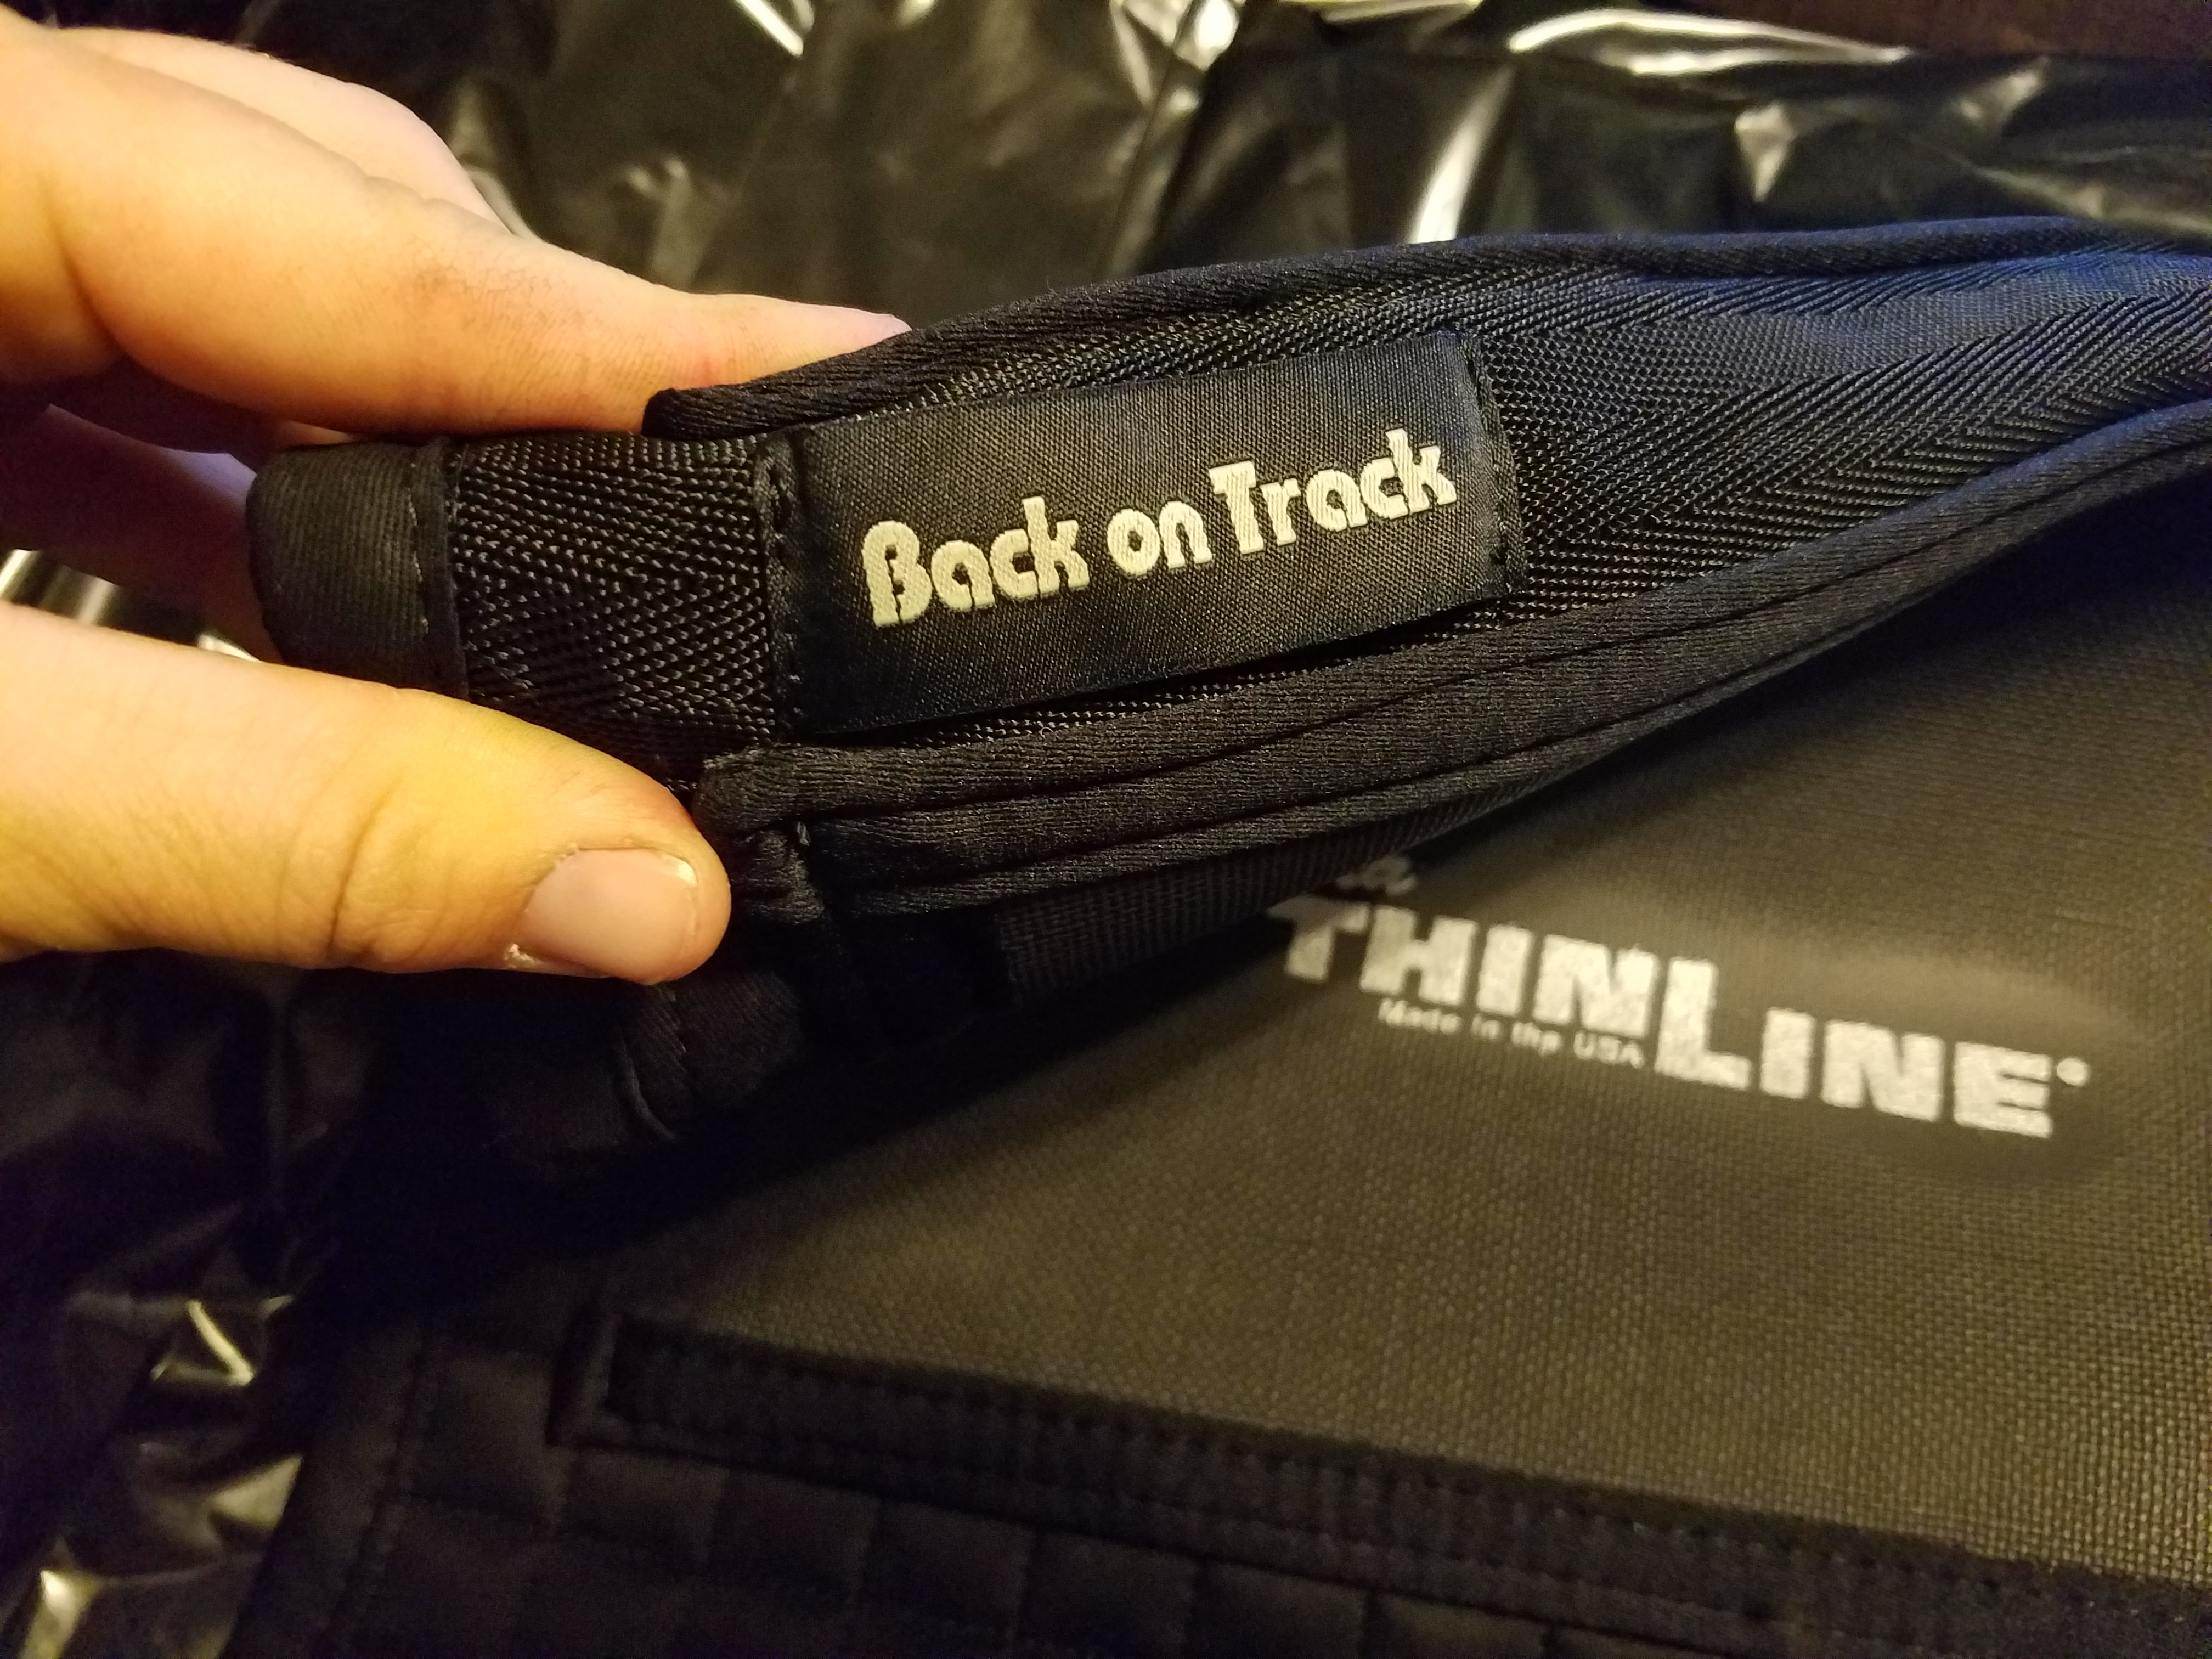 Back on Track
THINLINE®
Made in the USA